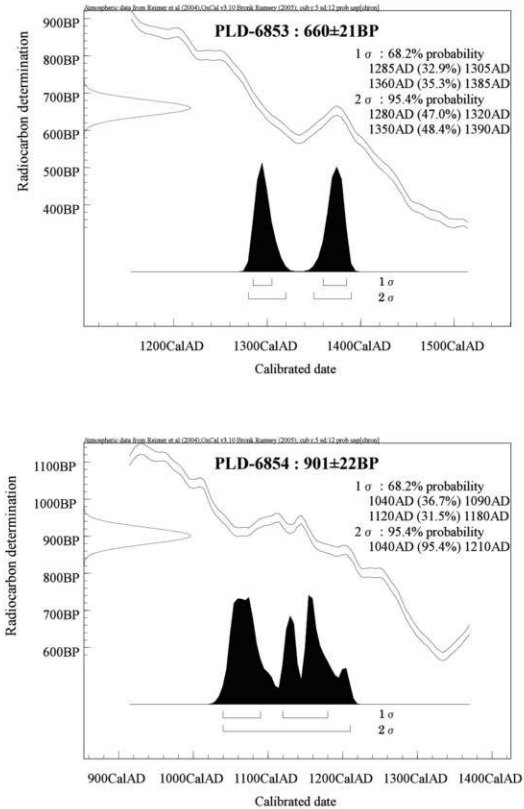 Atmospheric data from Reimer et al (2004);OxCal v3.10 Bronk Ramsey (2005); cub r:5 sd:12 prob usp[chron]
PLD-6853 : 660±21BP
1 σ : 68.2% probability
1285AD (32.9%) 1305AD
1360AD (35.3%) 1385AD
2 σ : 95.4% probability
1280AD (47.0%) 1320AD
1350AD (48.4%) 1390AD
Radiocarbon determination
900BP
800BP
700BP
600BP
500BP
400BP
1 σ
2 σ
1200CalAD 1300CalAD 1400CalAD 1500CalAD
Calibrated date
Atmospheric data from Reimer et al (2004);OxCal v3.10 Bronk Ramsey (2005); cub r:5 sd:12 prob usp[chron]
PLD-6854 : 901±22BP
1 σ : 68.2% probability
1040AD (36.7%) 1090AD
1120AD (31.5%) 1180AD
2 σ : 95.4% probability
1040AD (95.4%) 1210AD
Radiocarbon determination
1100BP
1000BP
900BP
800BP
700BP
600BP
1 σ
2 σ
900CalAD 1000CalAD 1100CalAD 1200CalAD 1300CalAD 1400CalAD
Calibrated date